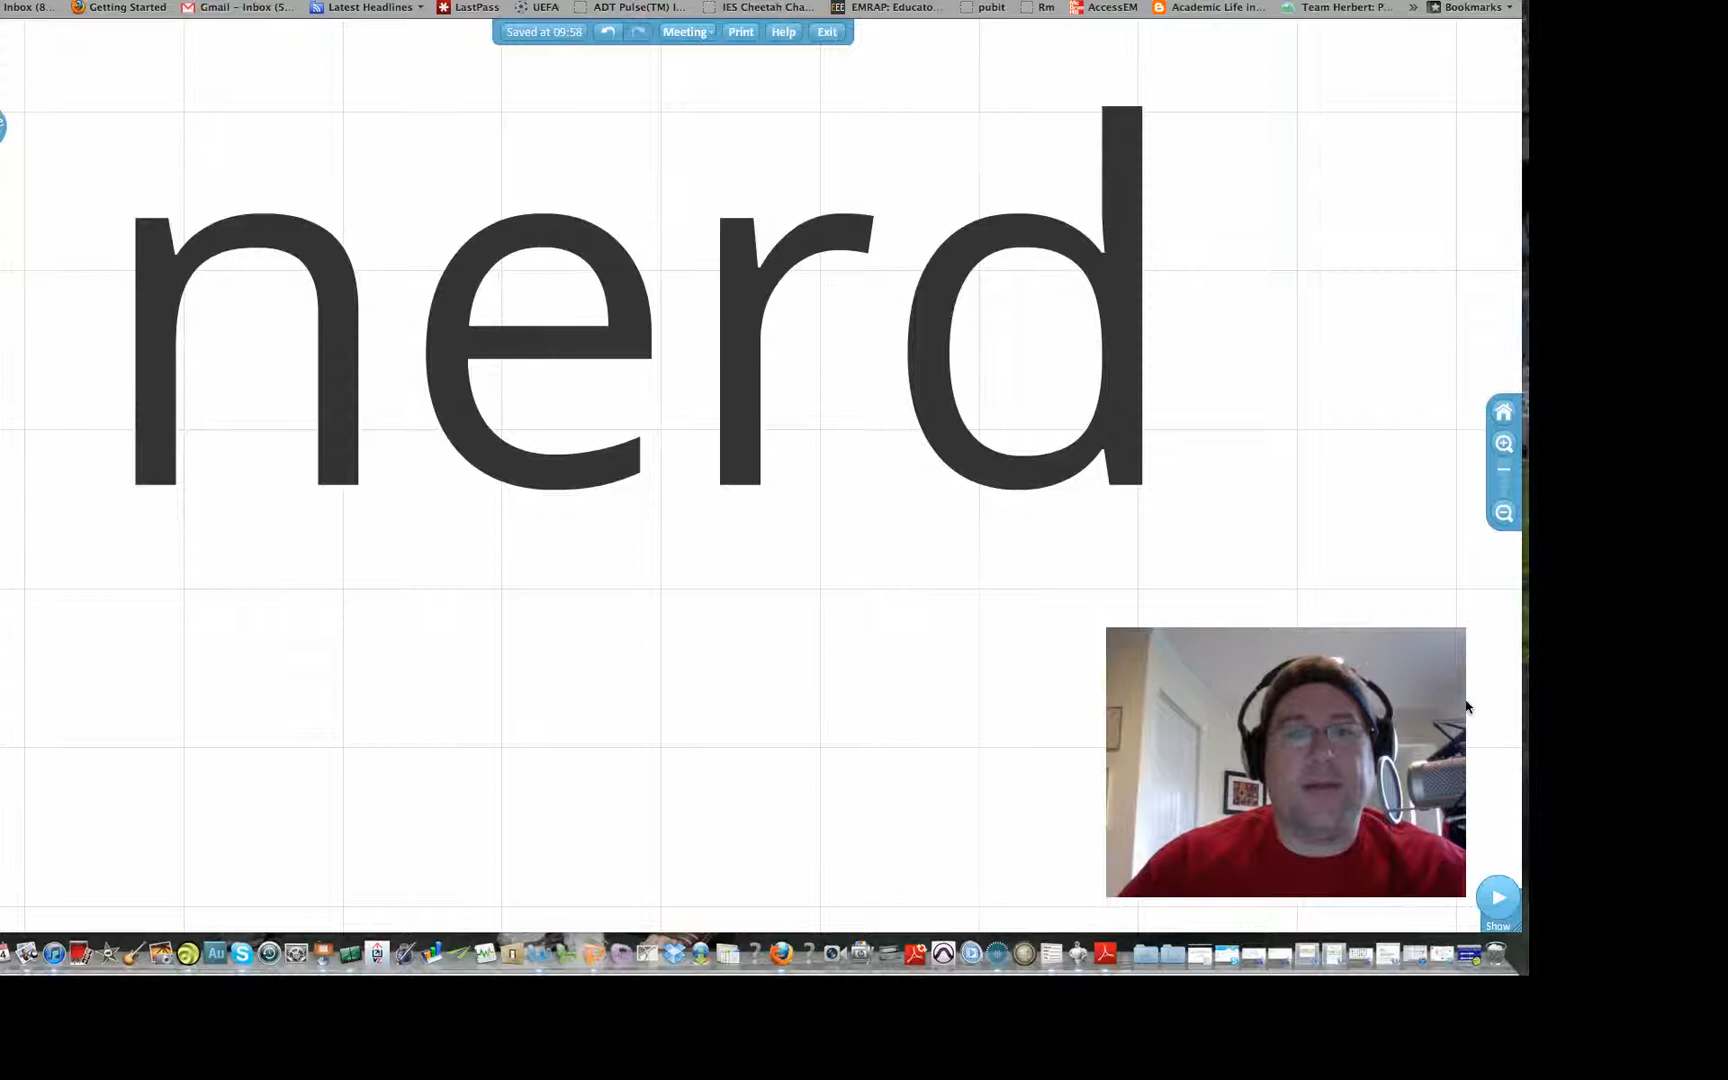 Inbox (8...
Getting Started
Gmail – Inbox (5...
Latest Headlines
LastPass
UEFA
ADT Pulse(TM) I...
IES Cheetah Cha...
EMRAP: Educato...
pubit
Rm
AccessEM
Academic Life in...
Team Herbert: P...
»
Bookmarks
Saved at 09:58
Meeting
Print
Help
Exit
nerd
Show
Au